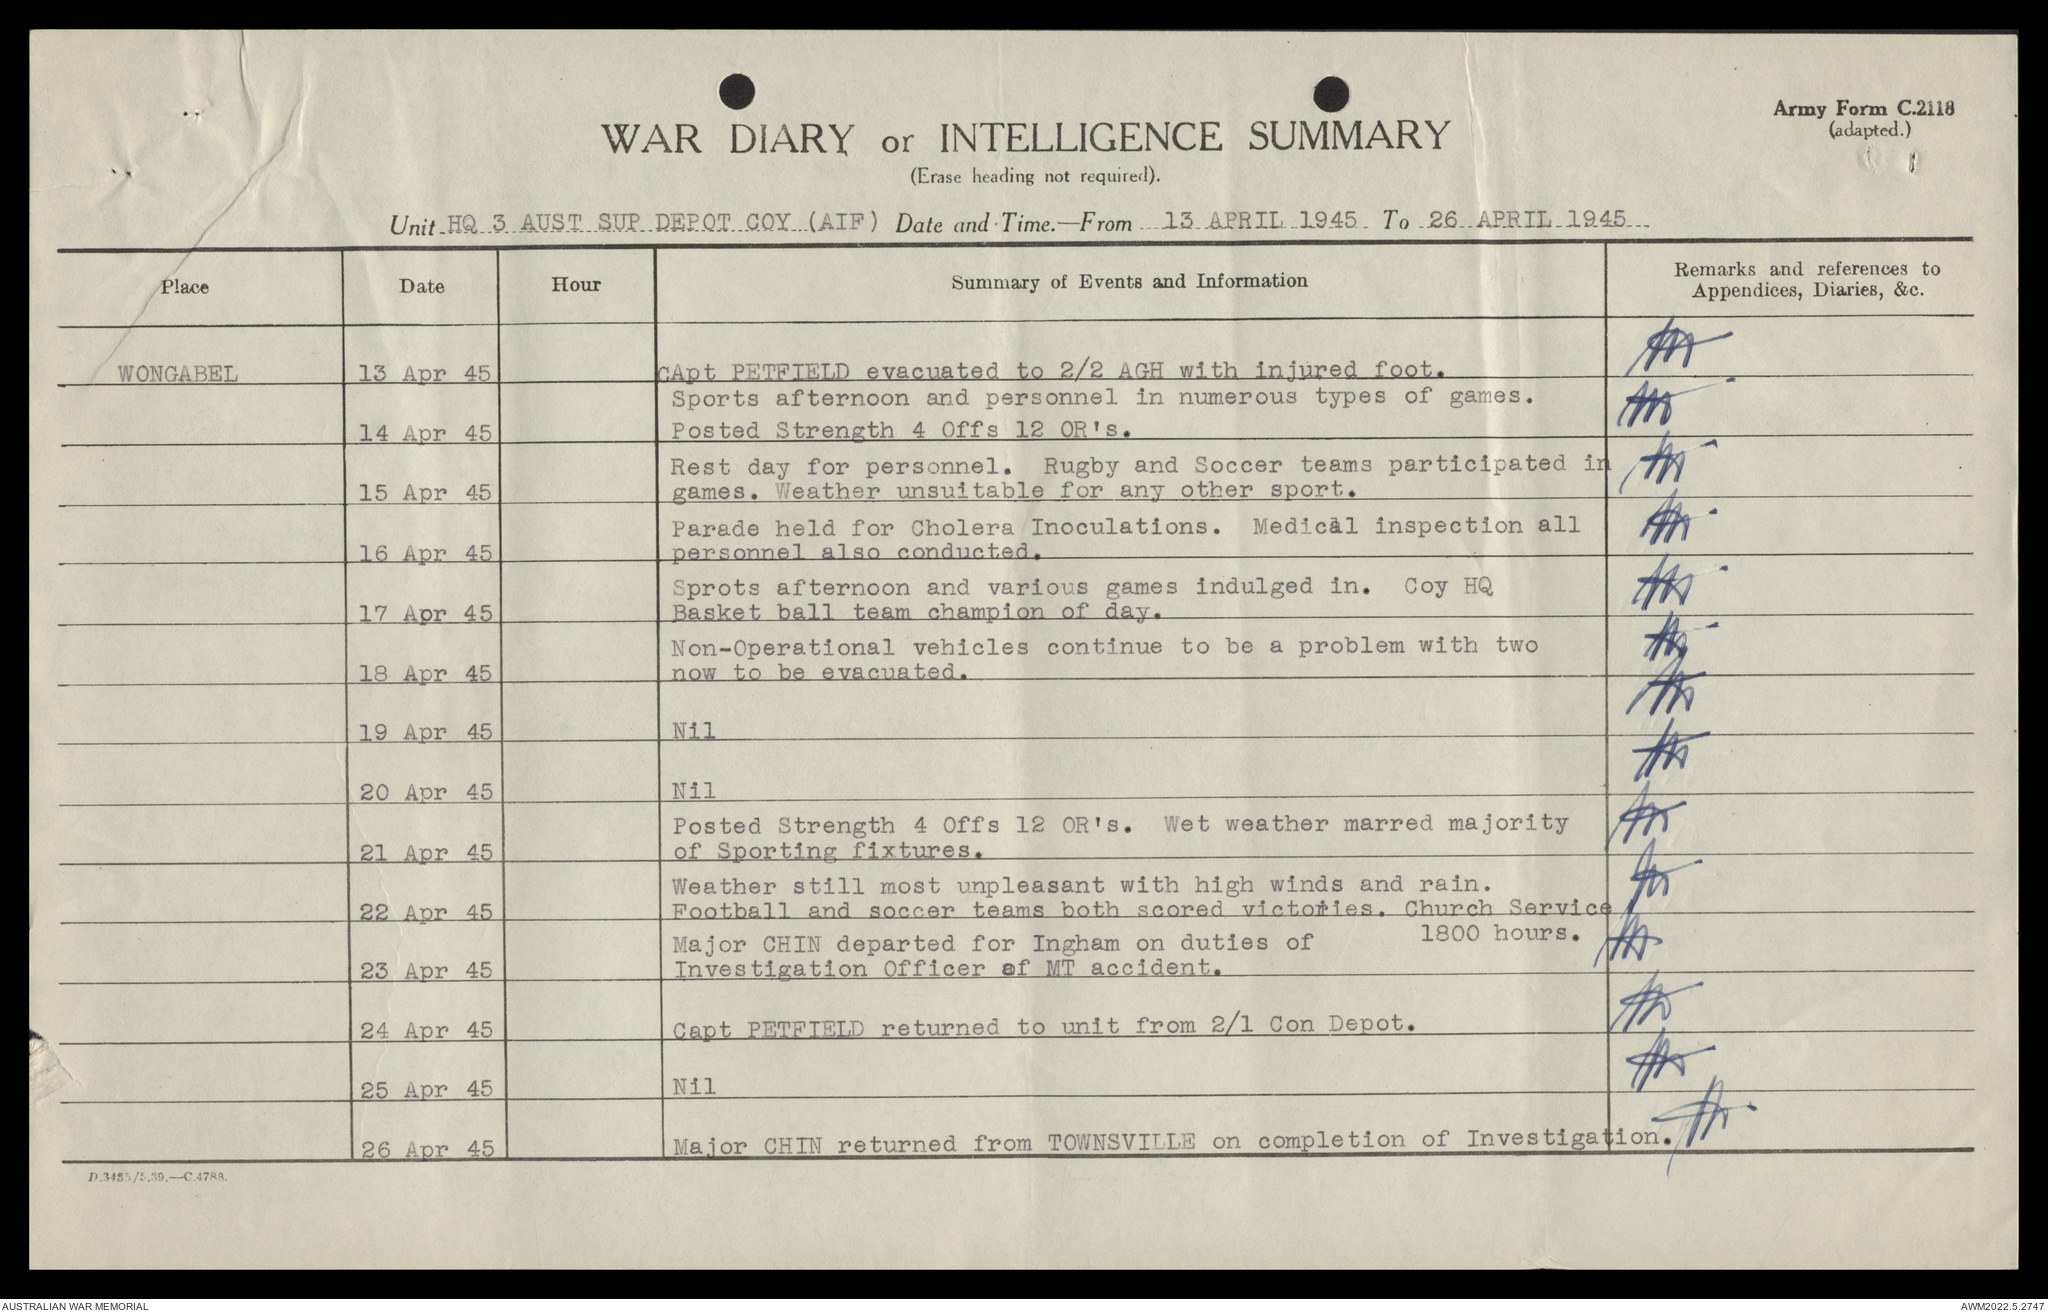 Army Form C.2118
(adapted.)
WAR DIARY or INTELLIGENCE SUMMARY
(Erase heading not required).
Unit HQ 3 AUST SUP DEPOT COY (AIF) Date and Time.—From 13 APRIL 1945 To 26 APRIL 1945
Place Date Hour Summary of Events and Information Remarks and references to
Appendices, Diaries, &c.
WONGABEL 13 Apr 45 CApt PETFIELD evacuated to 2/2 AGH with injured foot.
Sports afternoon and personnel in numerous types of games.
14 Apr 45 Posted Strength 4 Offs 12 OR's.
Rest day for personnel. Rugby and Soccer teams participated in
15 Apr 45 games. Weather unsuitable for any other sport.
Parade held for Cholera Inoculations. Medical inspection all
16 Apr 45 personnel also conducted.
Sprots afternoon and various games indulged in. Coy HQ
17 Apr 45 Basket ball team champion of day.
Non-Operational vehicles continue to be a problem with two
18 Apr 45 now to be evacuated.
19 Apr 45 Nil
20 Apr 45 Nil
Posted Strength 4 Offs 12 OR's. Wet weather marred majority
21 Apr 45 of Sporting fixtures.
Weather still most unpleasant with high winds and rain.
22 Apr 45 Football and soccer teams both scored victories. Church Service
1800 hours.
Major CHIN departed for Ingham on duties of
23 Apr 45 Investigation Officer of MT accident.
24 Apr 45 Capt PETFIELD returned to unit from 2/1 Con Depot.
25 Apr 45 Nil
26 Apr 45 Major CHIN returned from TOWNSVILLE on completion of Investigation.
D.3485/5.39.—C.4788.
AUSTRALIAN WAR MEMORIAL AWM2022.5.2747